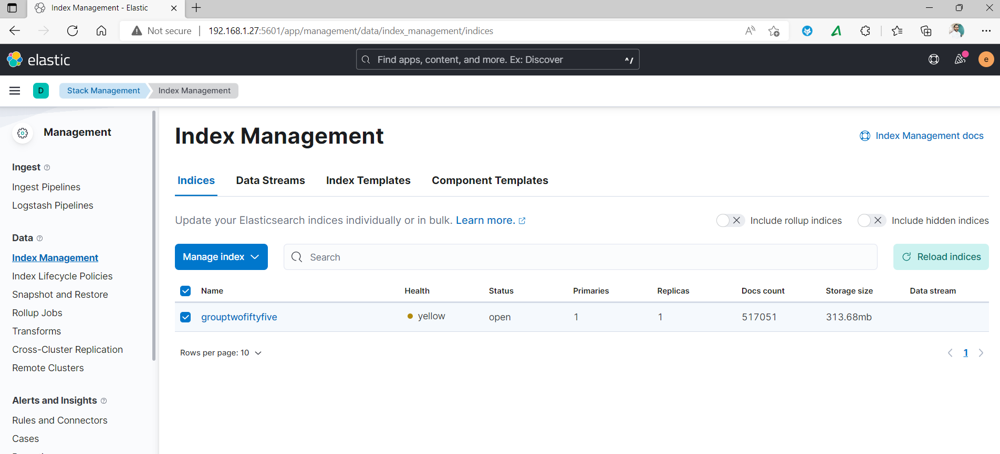 Index Management - Elastic
Not secure
192.168.1.27:5601/app/management/data/index_management/indices
elastic
Find apps, content, and more. Ex: Discover
^/
e
D
Stack Management
Index Management
Management
Ingest
Ingest Pipelines
Logstash Pipelines
Data
Index Management
Index Lifecycle Policies
Snapshot and Restore
Rollup Jobs
Transforms
Cross-Cluster Replication
Remote Clusters
Alerts and Insights
Rules and Connectors
Cases
Index Management
Index Management docs
Indices Data Streams Index Templates Component Templates
Update your Elasticsearch indices individually or in bulk. Learn more.
Include rollup indices
Include hidden indices
Manage index
Search
Reload indices
Name Health Status Primaries Replicas Docs count Storage size Data stream
grouptwofiftyfive yellow open 1 1 517051 313.68mb
Rows per page: 10
1